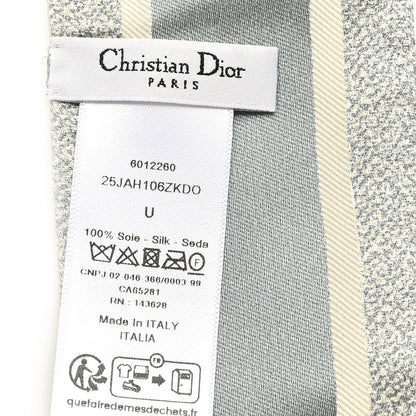 Christian Dior
PARIS
6012260
25JAH106ZKDO
U
100% Soie - Silk - Seda
F
CNPJ 02 046 366/0003 99
CA65281
RN : 143628
Made In ITALY
ITALIA
FR
quefairedemesdechets.fr